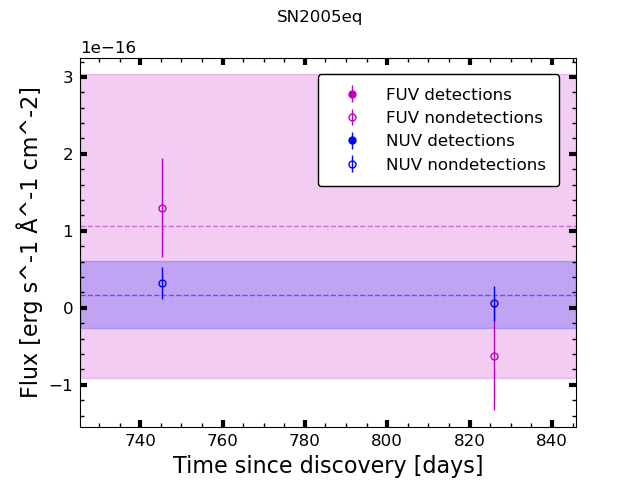 SN2005eq
1e−16
3
2
1
0
−1
Flux [erg s^-1 Å^-1 cm^-2]
FUV detections
FUV nondetections
NUV detections
NUV nondetections
740 760 780 800 820 840
Time since discovery [days]